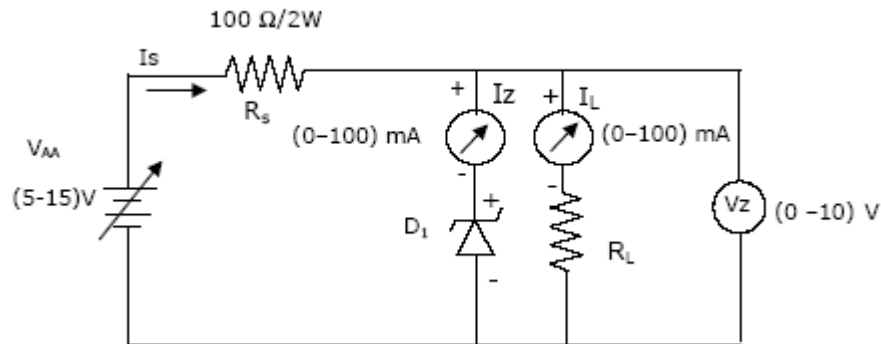 100 Ω/2W
Is
Rs
VAA
(5-15)V
+
Iz
(0–100) mA
-
+
IL
(0–100) mA
-
D1
+
-
RL
Vz
(0 –10) V